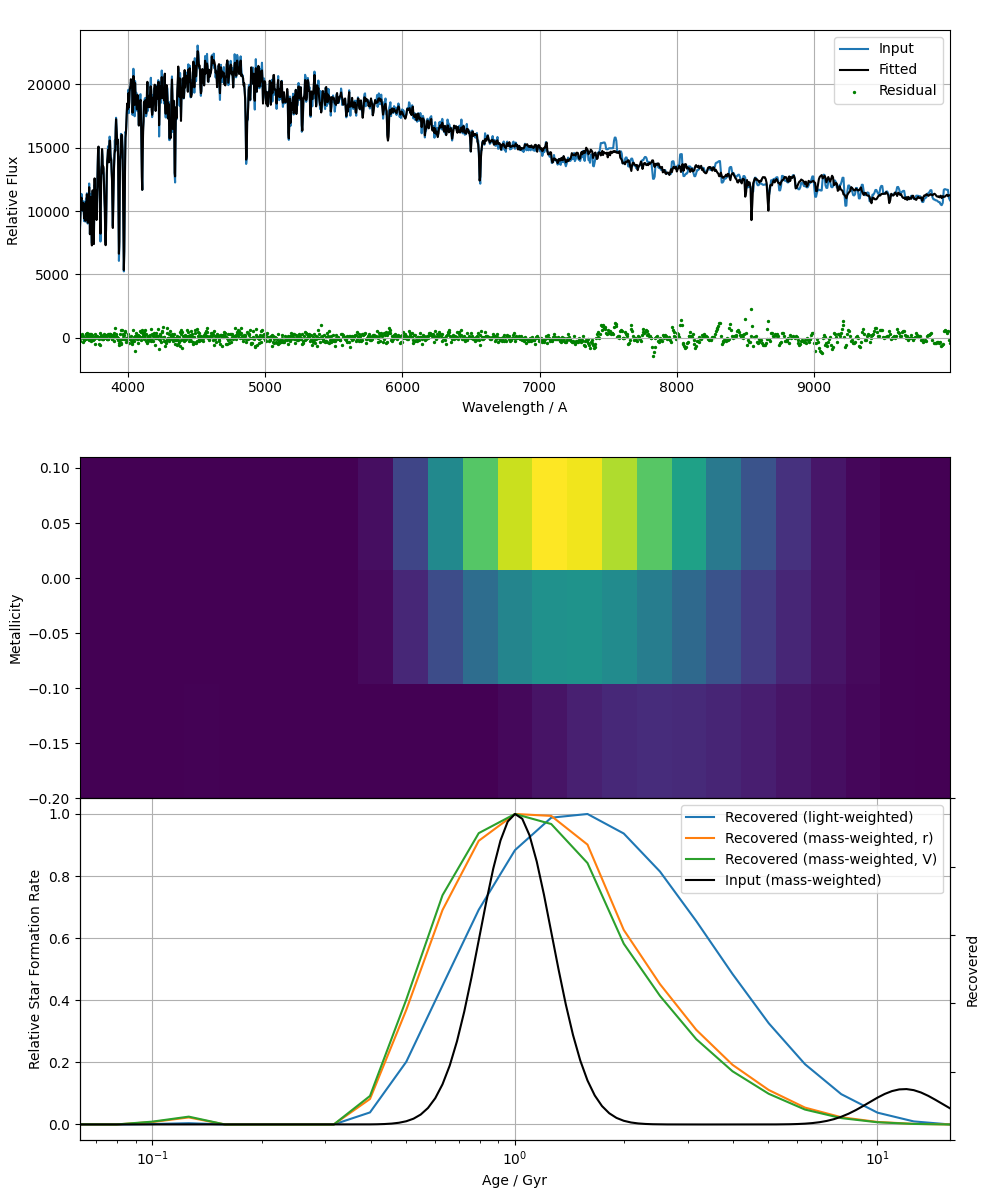 Input
Fitted
Residual
20000
15000
10000
5000
0
Relative Flux
4000 5000 6000 7000 8000 9000
Wavelength / A
0.10
0.05
0.00
−0.05
−0.10
−0.15
−0.20
Metallicity
Recovered (light-weighted)
Recovered (mass-weighted, r)
Recovered (mass-weighted, V)
Input (mass-weighted)
1.0
0.8
0.6
0.4
0.2
0.0
Relative Star Formation Rate
Recovered
10⁻¹ 10⁰ 10¹
Age / Gyr